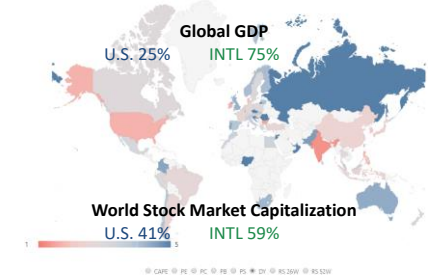 Global GDP
U.S. 25% INTL 75%
World Stock Market Capitalization
U.S. 41% INTL 59%
1 5
CAPE PE PC PB PS DY RS 26W RS 52W